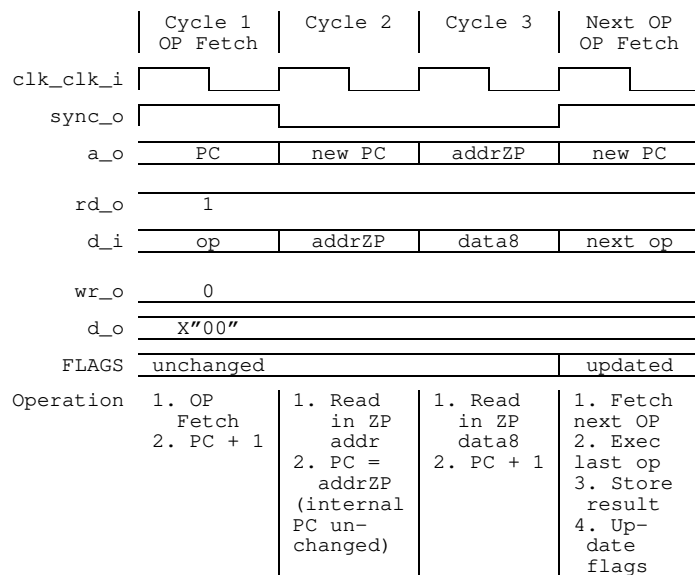 Cycle 1 Cycle 2 Cycle 3 Next OP
OP Fetch OP Fetch
clk_clk_i
sync_o
a_o PC new PC addrZP new PC
rd_o 1
d_i op addrZP data8 next op
wr_o 0
d_o X"00"
FLAGS unchanged updated
Operation 1. OP 1. Read 1. Read 1. Fetch
Fetch in ZP in ZP next OP
2. PC + 1 addr data8 2. Exec
2. PC = 2. PC + 1 last op
addrZP 3. Store
(internal result
PC un- 4. Up-
changed) date
flags